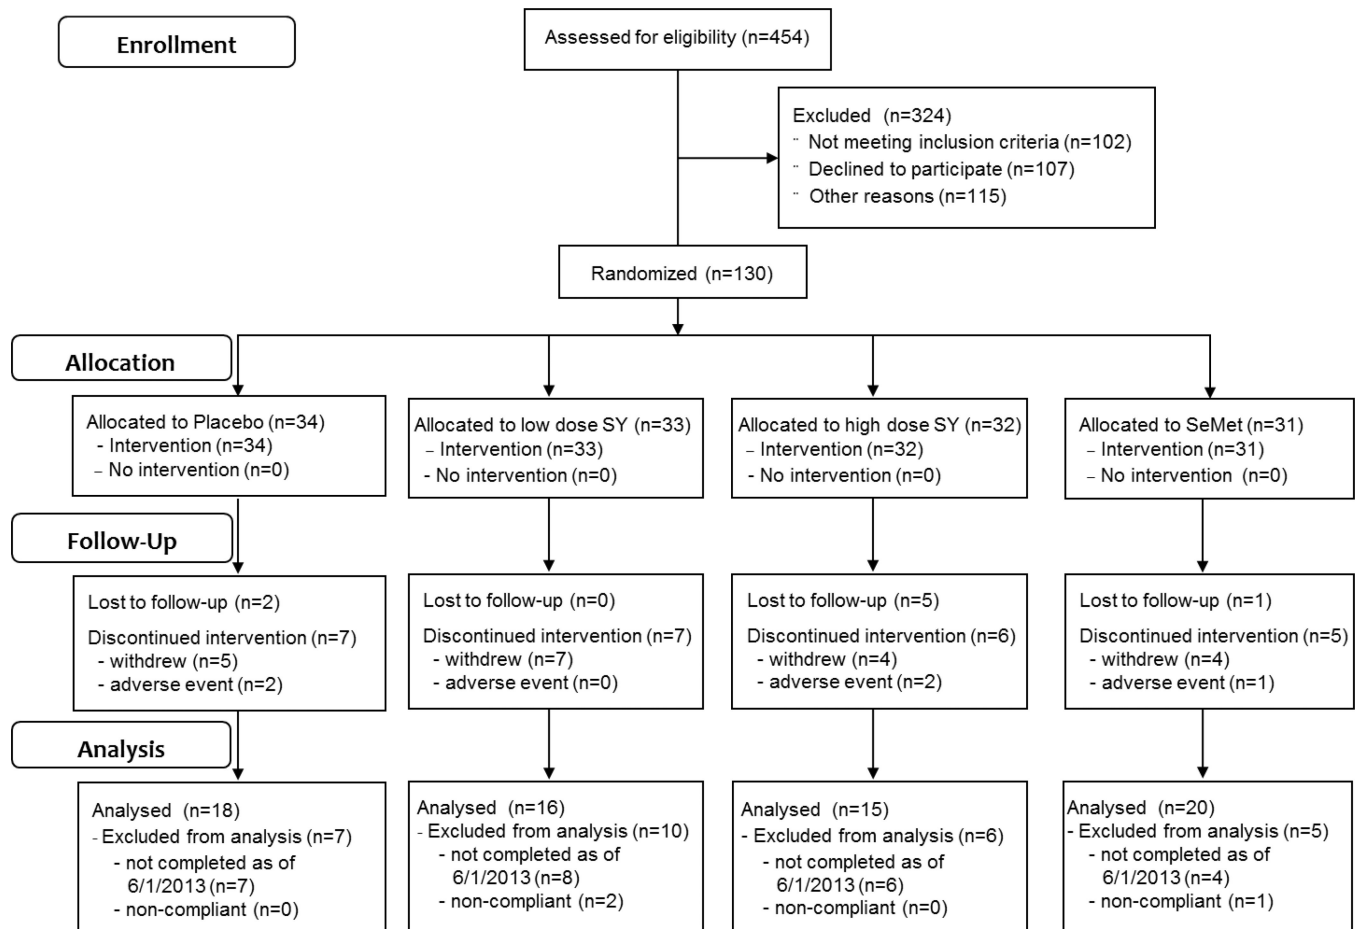 Enrollment
Assessed for eligibility (n=454)
Excluded (n=324)
¨ Not meeting inclusion criteria (n=102)
¨ Declined to participate (n=107)
¨ Other reasons (n=115)
Randomized (n=130)
Allocation
Allocated to Placebo (n=34)
- Intervention (n=34)
- No intervention (n=0)
Allocated to low dose SY (n=33)
- Intervention (n=33)
- No intervention (n=0)
Allocated to high dose SY (n=32)
- Intervention (n=32)
- No intervention (n=0)
Allocated to SeMet (n=31)
- Intervention (n=31)
- No intervention (n=0)
Follow-Up
Lost to follow-up (n=2)
Discontinued intervention (n=7)
- withdrew (n=5)
- adverse event (n=2)
Lost to follow-up (n=0)
Discontinued intervention (n=7)
- withdrew (n=7)
- adverse event (n=0)
Lost to follow-up (n=5)
Discontinued intervention (n=6)
- withdrew (n=4)
- adverse event (n=2)
Lost to follow-up (n=1)
Discontinued intervention (n=5)
- withdrew (n=4)
- adverse event (n=1)
Analysis
Analysed (n=18)
- Excluded from analysis (n=7)
- not completed as of
6/1/2013 (n=7)
- non-compliant (n=0)
Analysed (n=16)
- Excluded from analysis (n=10)
- not completed as of
6/1/2013 (n=8)
- non-compliant (n=2)
Analysed (n=15)
- Excluded from analysis (n=6)
- not completed as of
6/1/2013 (n=6)
- non-compliant (n=0)
Analysed (n=20)
- Excluded from analysis (n=5)
- not completed as of
6/1/2013 (n=4)
- non-compliant (n=1)